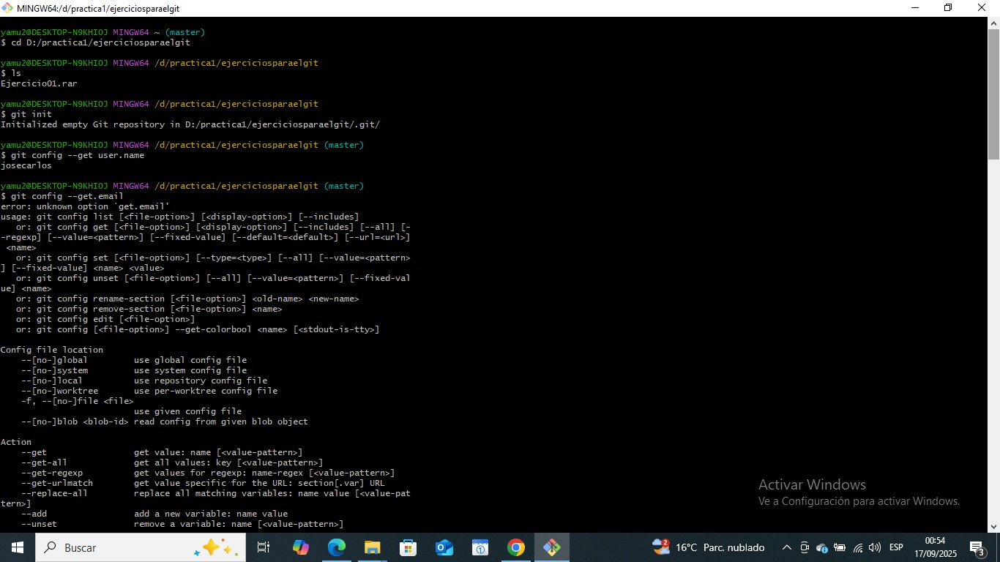 MINGW64:/d/practica1/ejerciciosparaelgit
yamu2@DESKTOP-N9KHIOJ MINGW64 ~ (master)
$ cd D:/practica1/ejerciciosparaelgit
yamu2@DESKTOP-N9KHIOJ MINGW64 /d/practica1/ejerciciosparaelgit
$ ls
Ejercicio01.rar
yamu2@DESKTOP-N9KHIOJ MINGW64 /d/practica1/ejerciciosparaelgit
$ git init
Initialized empty Git repository in D:/practica1/ejerciciosparaelgit/.git/
yamu2@DESKTOP-N9KHIOJ MINGW64 /d/practica1/ejerciciosparaelgit (master)
$ git config --get user.name
josecarlos
yamu2@DESKTOP-N9KHIOJ MINGW64 /d/practica1/ejerciciosparaelgit (master)
$ git config --get.email
error: unknown option `get.email'
usage: git config list [<file-option>] [<display-option>] [--includes]
   or: git config get [<file-option>] [<display-option>] [--includes] [--all] [-
-regexp] [--value=<pattern>] [--fixed-value] [--default=<default>] [--url=<url>]
 <name>
   or: git config set [<file-option>] [--type=<type>] [--all] [--value=<pattern>
] [--fixed-value] <name> <value>
   or: git config unset [<file-option>] [--all] [--value=<pattern>] [--fixed-val
ue] <name>
   or: git config rename-section [<file-option>] <old-name> <new-name>
   or: git config remove-section [<file-option>] <name>
   or: git config edit [<file-option>]
   or: git config [<file-option>] --get-colorbool <name> [<stdout-is-tty>]
Config file location
    --[no-]global         use global config file
    --[no-]system         use system config file
    --[no-]local          use repository config file
    --[no-]worktree       use per-worktree config file
    -f, --[no-]file <file>
                          use given config file
    --[no-]blob <blob-id> read config from given blob object
Action
    --get                 get value: name [<value-pattern>]
    --get-all             get all values: key [<value-pattern>]
    --get-regexp          get values for regexp: name-regex [<value-pattern>]
    --get-urlmatch        get value specific for the URL: section[.var] URL
    --replace-all         replace all matching variables: name value [<value-pat
tern>]
    --add                 add a new variable: name value
    --unset               remove a variable: name [<value-pattern>]
Activar Windows
Ve a Configuración para activar Windows.
Buscar
16°C Parc. nublado
ESP
00:54
17/09/2025
2
3